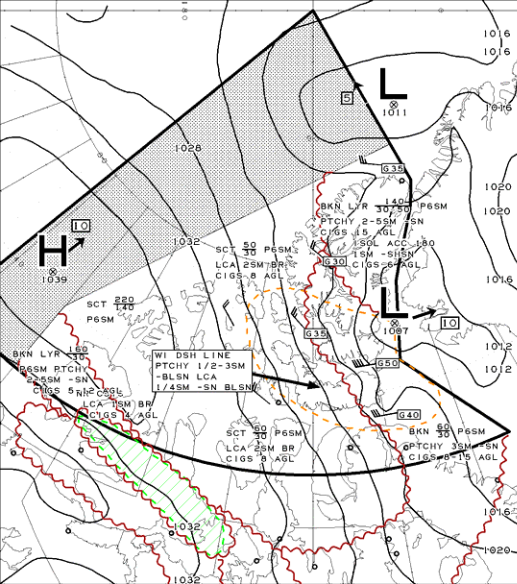 1016
1016
L
5
1011
1016
1028
G35
BKN LYR 140/30/50 P6SM
PTCHY 2-5SM -SN
CIGS 15 AGL
ISOL ACC 180
1SM -SHSN
CIGS 6 AGL
1020
1020
10
H
1039
1032
SCT 50/30 P6SM
LCA 2SM BR
CIGS 8 AGL
G30
1016
SCT 220/140
P6SM
L
1007
10
G35
1012
1012
BKN LYR 160/30
P6SM PTCHY
2-5SM -SN
CIGS 5-12 AGL
LCA 1SM BR
CIGS 4 AGL
WI DSH LINE
PTCHY 1/2-3SM
-BLSN LCA
1/4SM -SN BLSN
G50
G40
SCT 60/30 P6SM
LCA 2SM BR
CIGS 8 AGL
BKN 60/30 P6SM
PTCHY 3SM -SN
CIGS 8-15 AGL
1016
1032
1020
1032